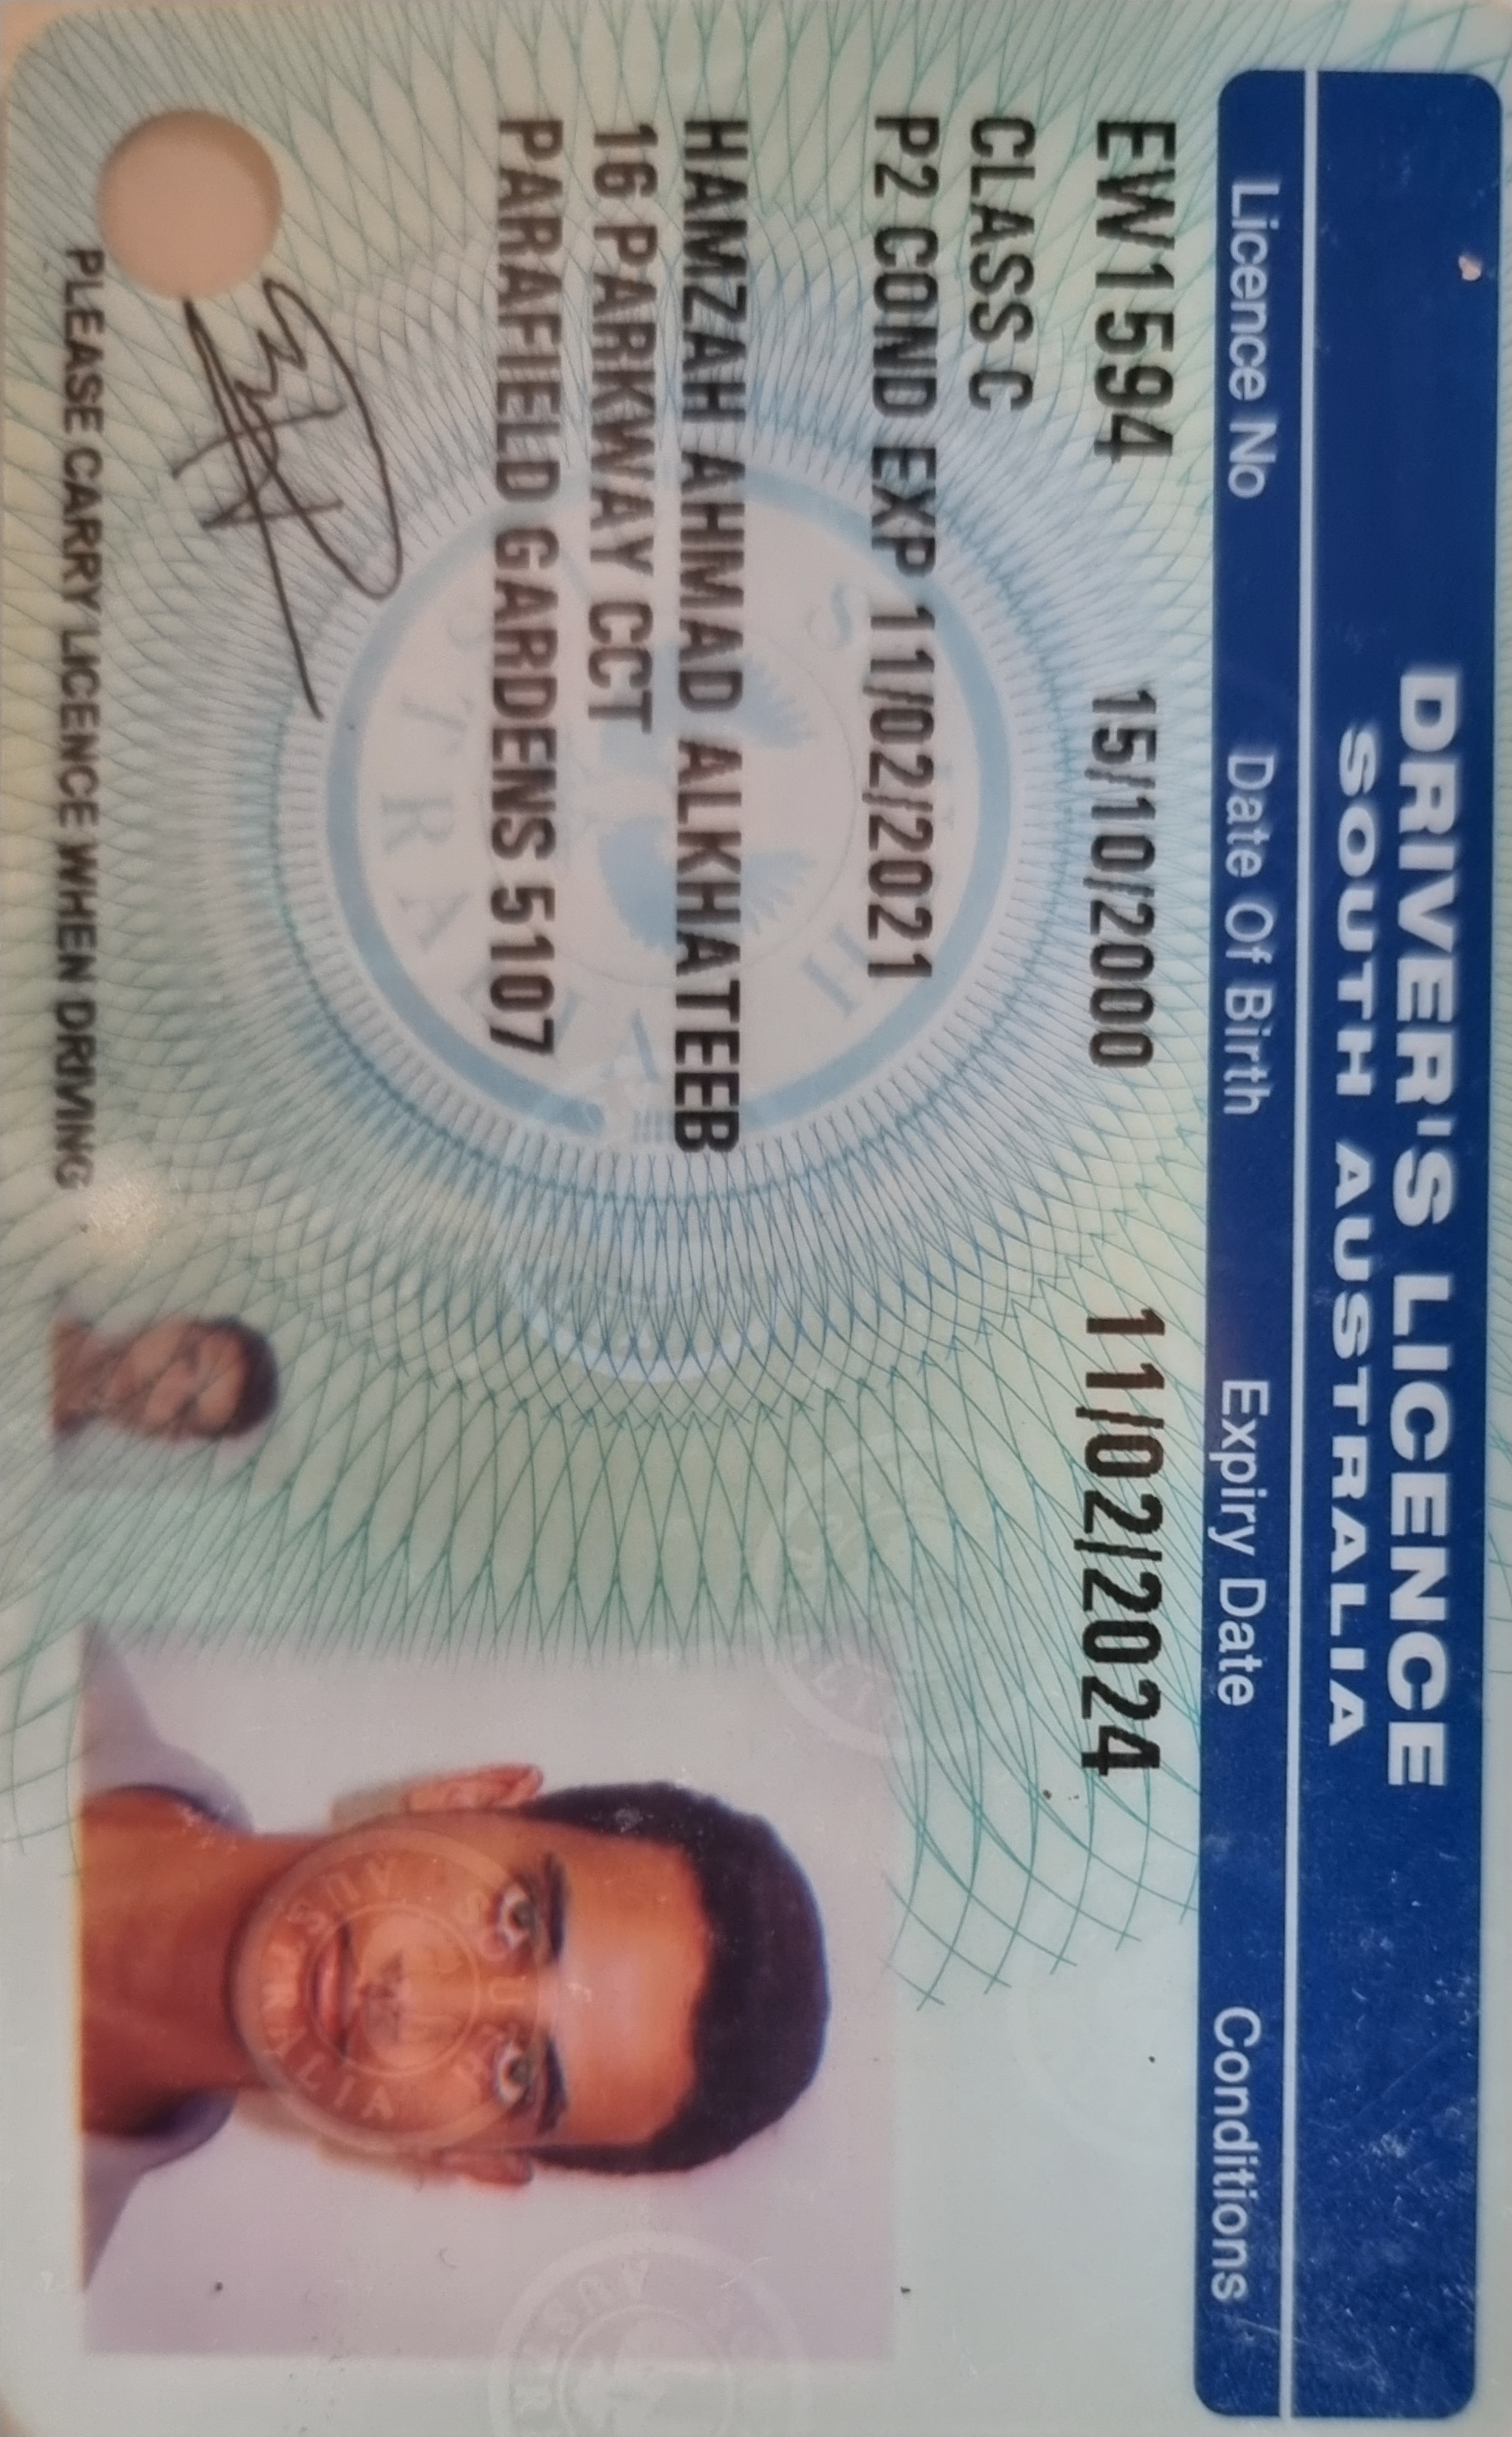 DRIVER'S LICENCE
SOUTH AUSTRALIA
Licence No Date Of Birth Expiry Date Conditions
EW1594 15/10/2000 11/02/2024
CLASS C
P2 COND EXP 11/02/2021
HAMZAH AHMAD ALKHATEEB
16 PARKWAY CCT
PARAFIELD GARDENS 5107
PLEASE CARRY LICENCE WHEN DRIVING